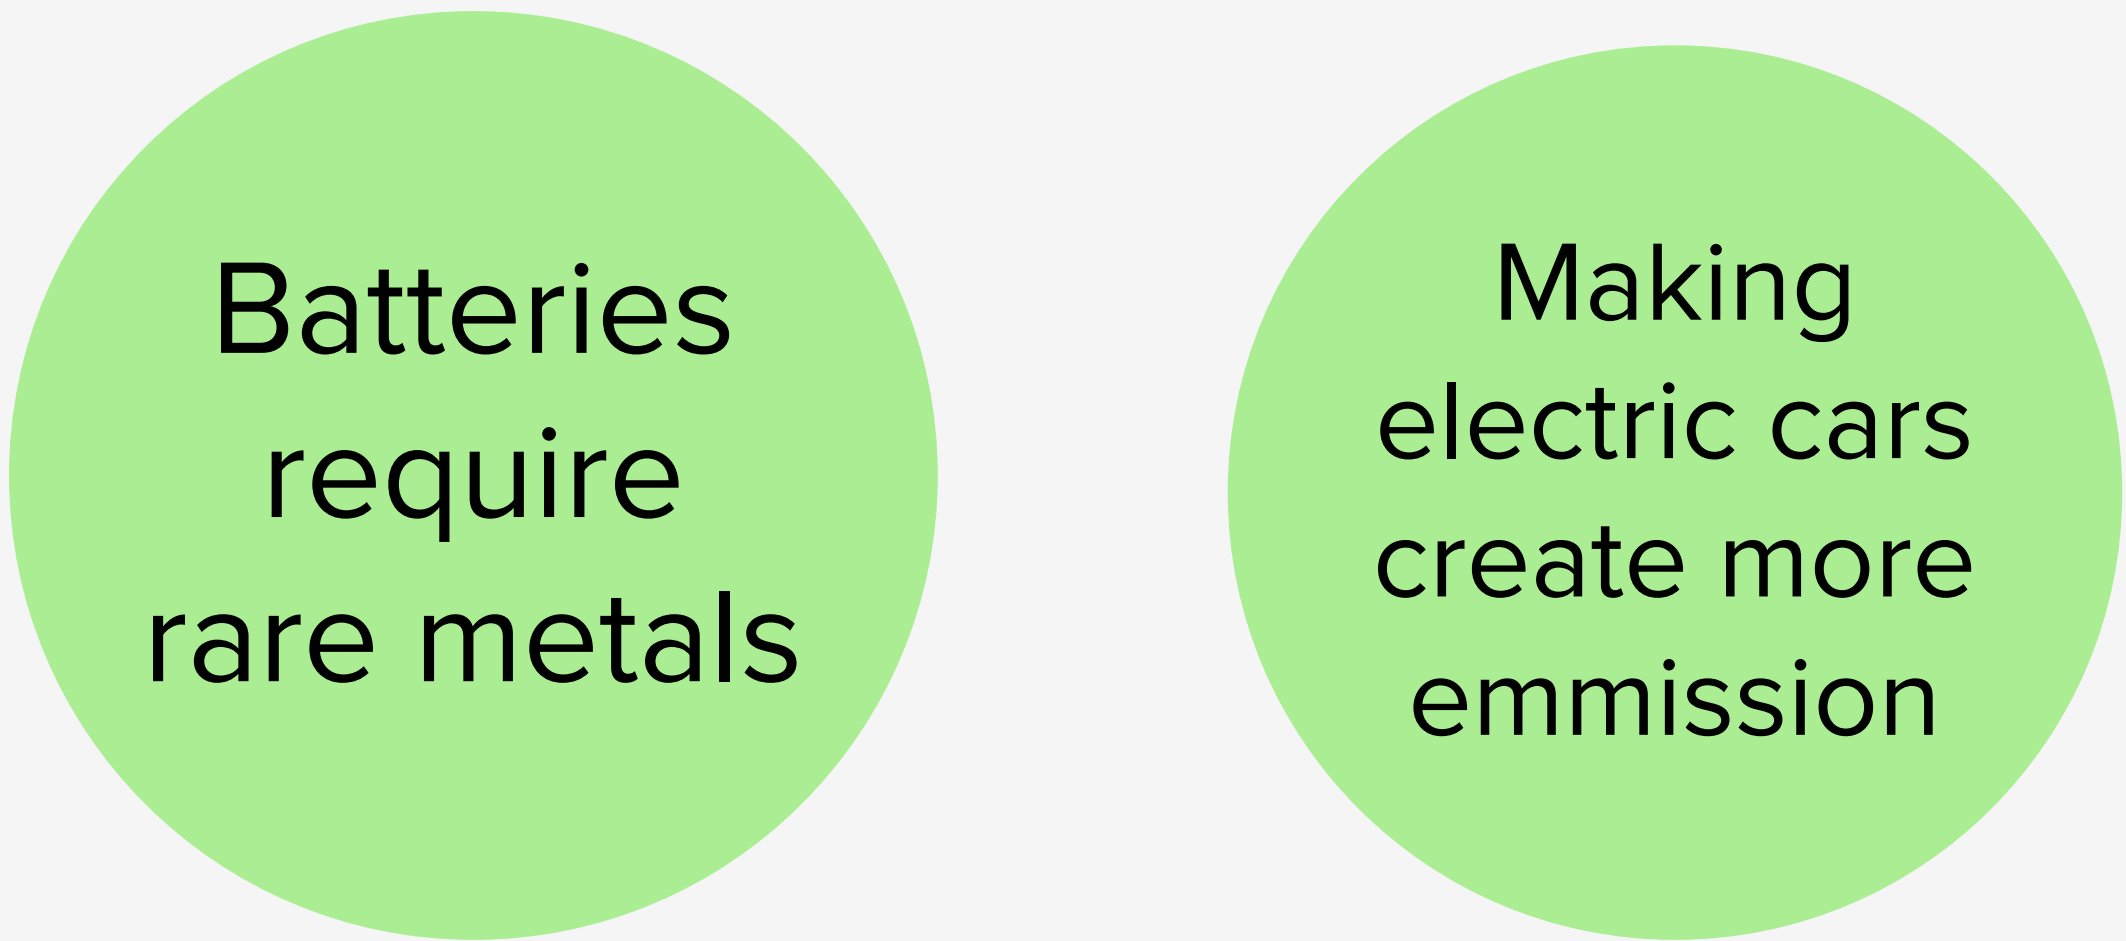 Batteries
require
rare metals
Making
electric cars
create more
emmission